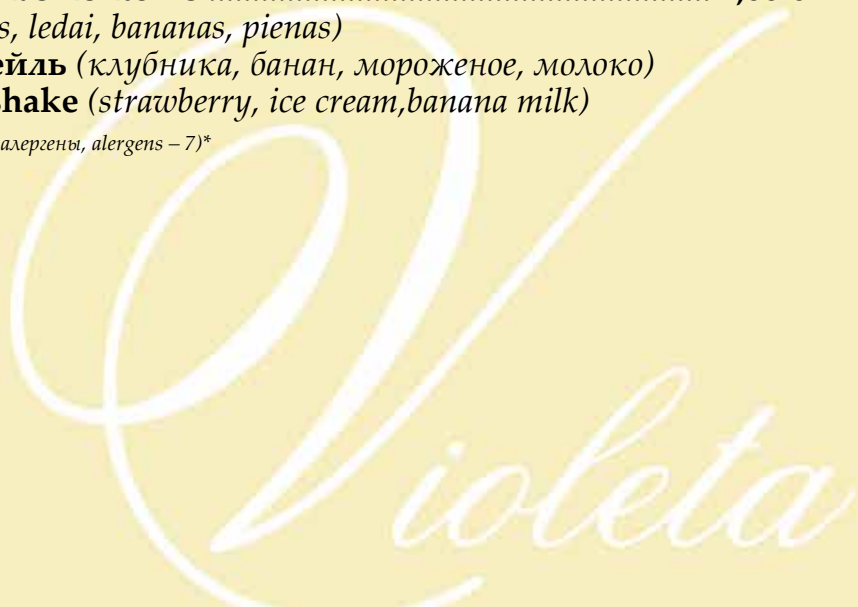 s, ledai, bananas, pienas)
ейль (клубника, банан, мороженое, молоко)
hake (strawberry, ice cream,banana milk)
алергены, alergens – 7)*
Violeta